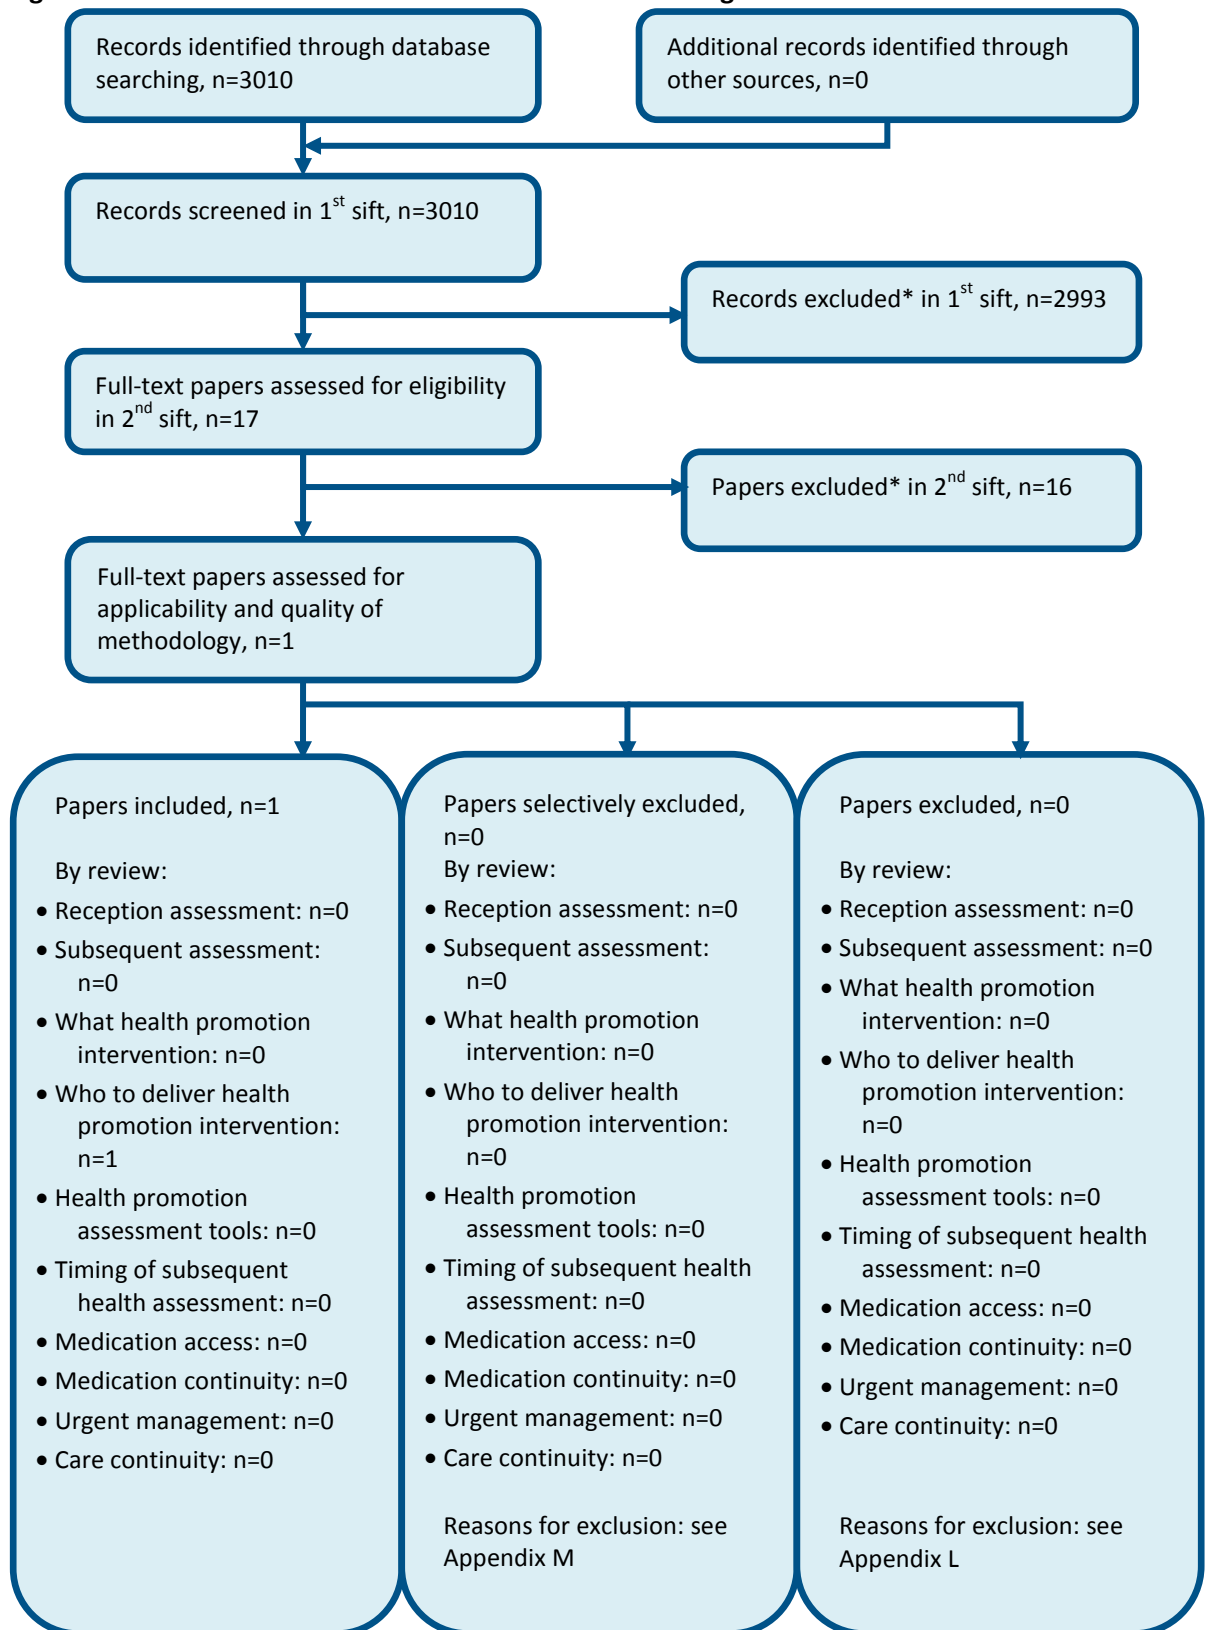 Records identified through database
searching, n=3010
Additional records identified through
other sources, n=0
Records screened in 1st sift, n=3010
Records excluded* in 1st sift, n=2993
Full-text papers assessed for eligibility
in 2nd sift, n=17
Papers excluded* in 2nd sift, n=16
Full-text papers assessed for
applicability and quality of
methodology, n=1
Papers included, n=1
By review:
• Reception assessment: n=0
• Subsequent assessment:
n=0
• What health promotion
intervention: n=0
• Who to deliver health
promotion intervention:
n=1
• Health promotion
assessment tools: n=0
• Timing of subsequent
health assessment: n=0
• Medication access: n=0
• Medication continuity: n=0
• Urgent management: n=0
• Care continuity: n=0
Papers selectively excluded,
n=0
By review:
• Reception assessment: n=0
• Subsequent assessment:
n=0
• What health promotion
intervention: n=0
• Who to deliver health
promotion intervention:
n=0
• Health promotion
assessment tools: n=0
• Timing of subsequent health
assessment: n=0
• Medication access: n=0
• Medication continuity: n=0
• Urgent management: n=0
• Care continuity: n=0
Reasons for exclusion: see
Appendix M
Papers excluded, n=0
By review:
• Reception assessment: n=0
• Subsequent assessment: n=0
• What health promotion
intervention: n=0
• Who to deliver health
promotion intervention:
n=0
• Health promotion
assessment tools: n=0
• Timing of subsequent health
assessment: n=0
• Medication access: n=0
• Medication continuity: n=0
• Urgent management: n=0
• Care continuity: n=0
Reasons for exclusion: see
Appendix L